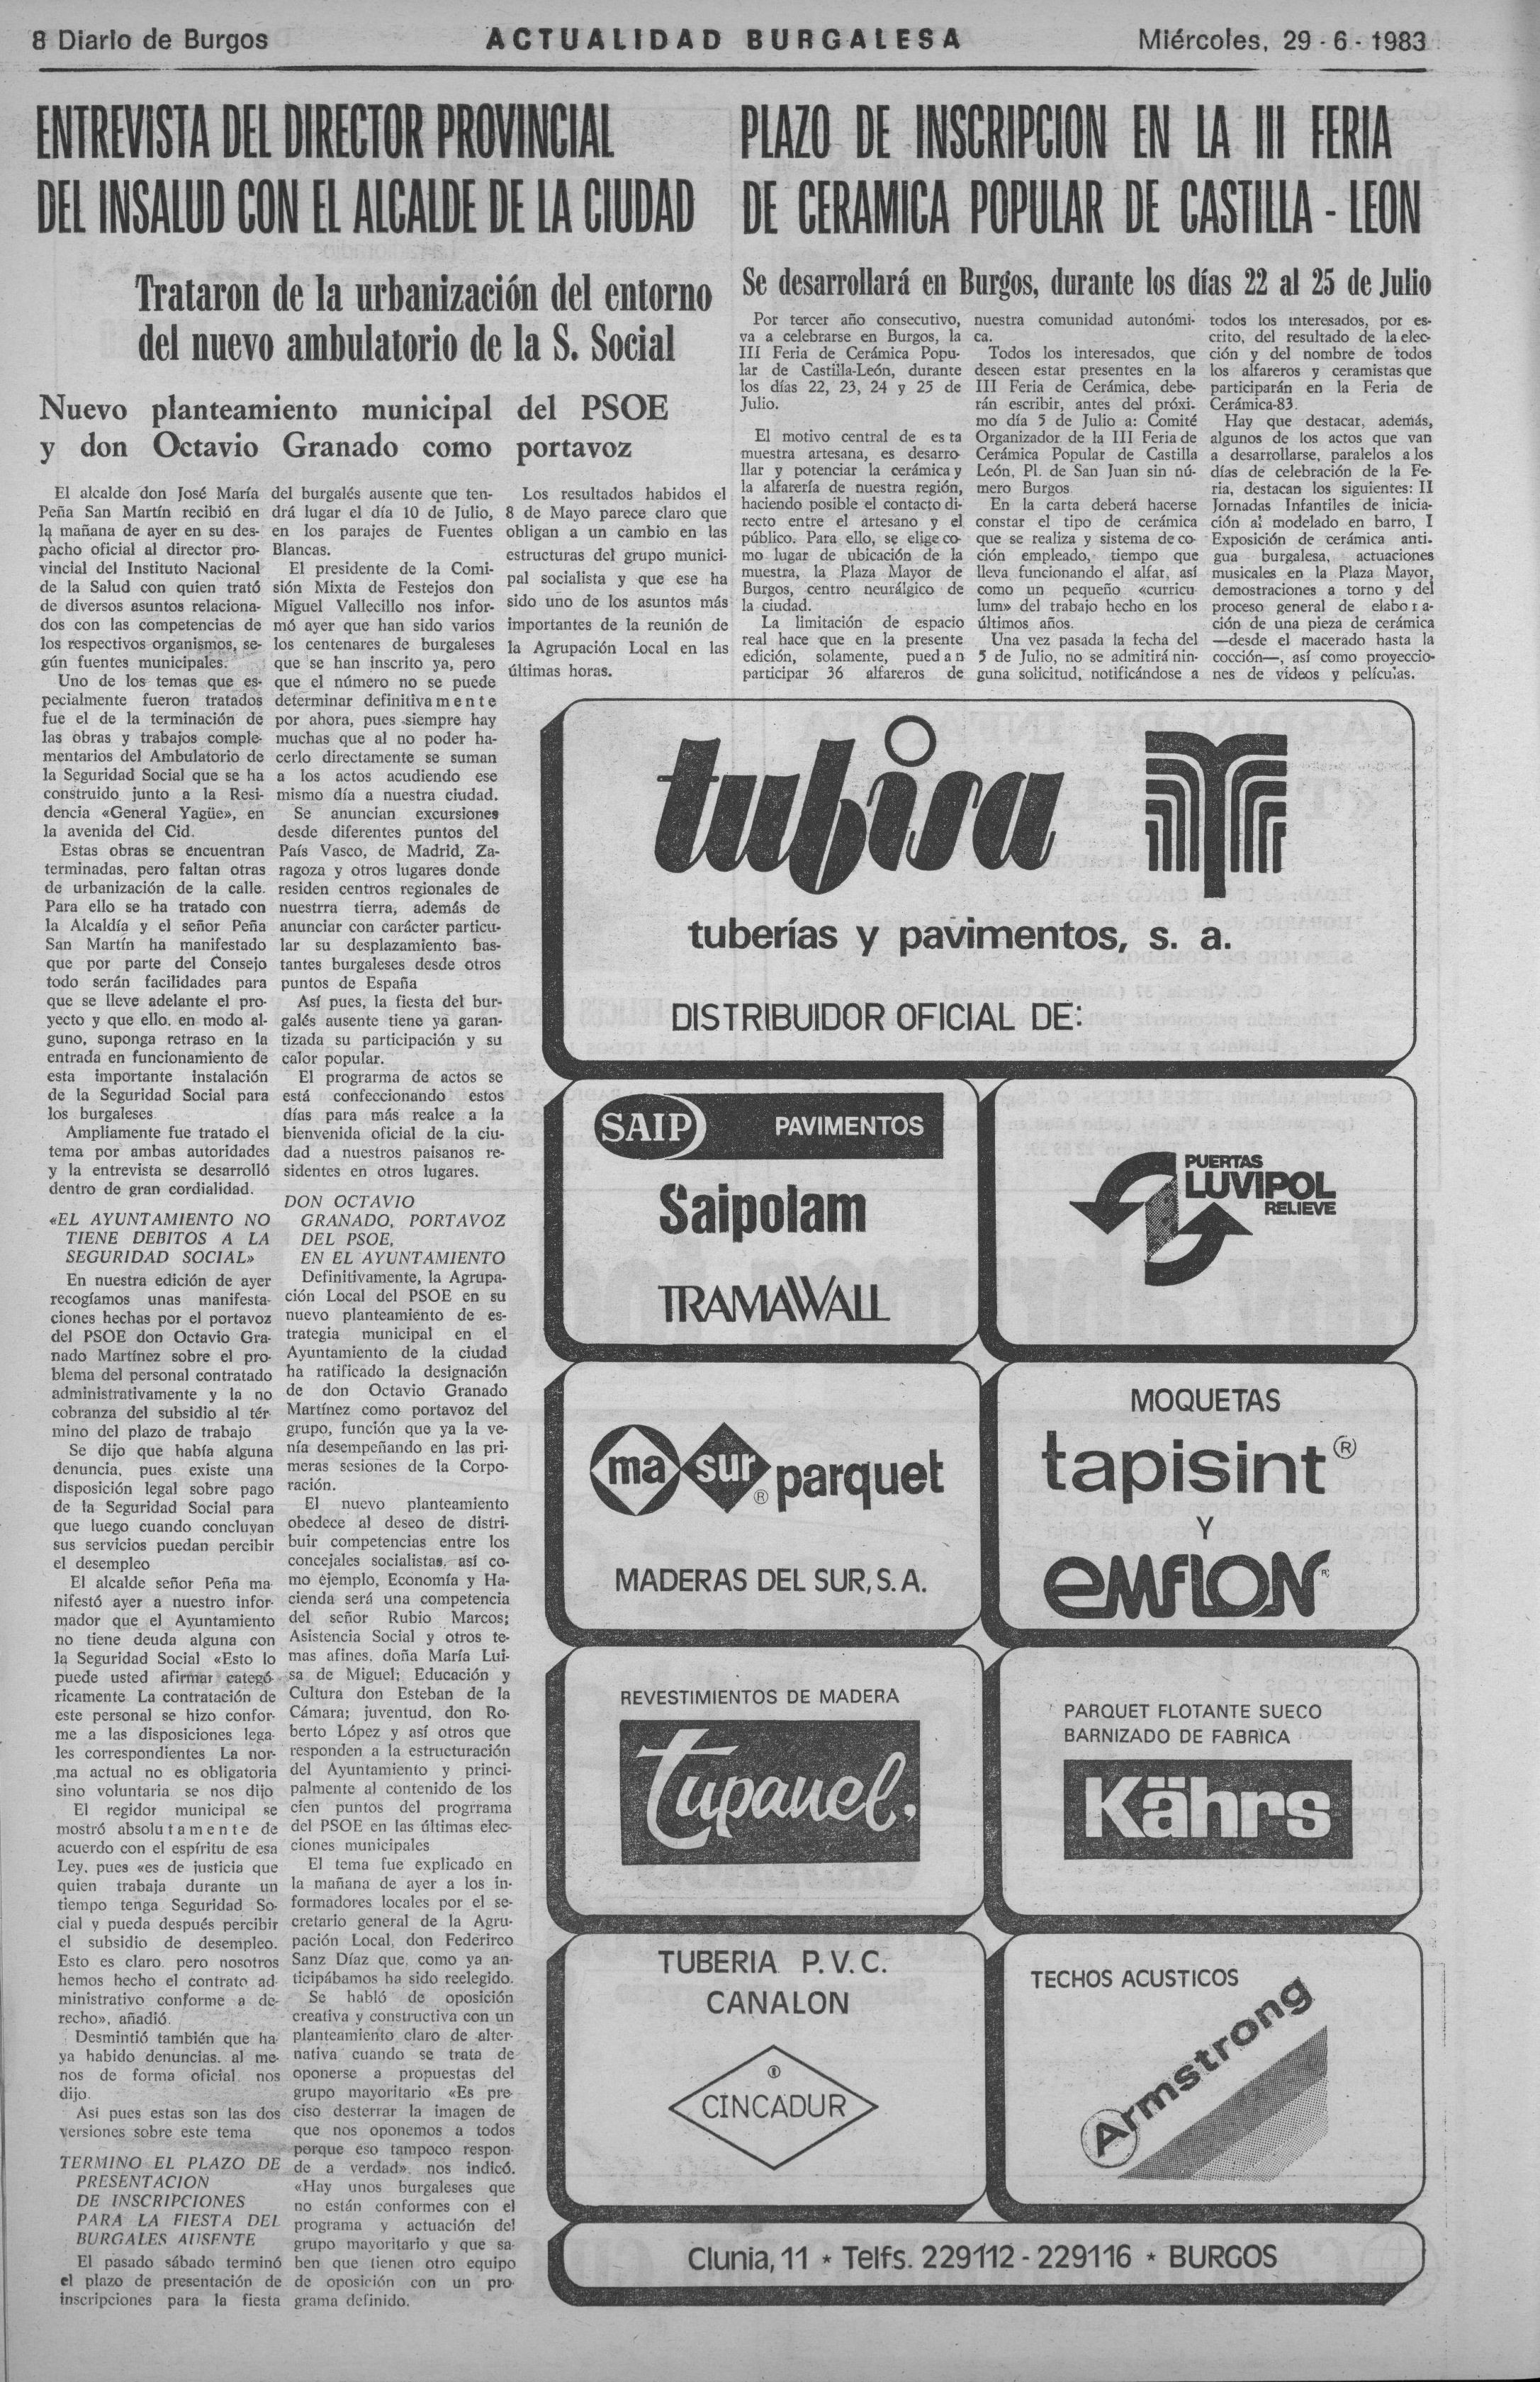 8 Diario de Burgos
ACTUALIDAD BURGALESA
Miércoles, 29 - 6 - 1983
ENTREVISTA DEL DIRECTOR PROVINCIAL
DEL INSALUD CON EL ALCALDE DE LA CIUDAD
Trataron de la urbanización del entorno
del nuevo ambulatorio de la S. Social
Nuevo planteamiento municipal del PSOE
y don Octavio Granado como portavoz
El alcalde don José María
Peña San Martín recibió en
la mañana de ayer en su des-
pacho oficial al director pro-
vincial del Instituto Nacional
de la Salud con quien trató
de diversos asuntos relaciona-
dos con las competencias de
los respectivos organismos, se-
gún fuentes municipales.
Uno de los temas que es-
pecialmente fueron tratados
fue el de la terminación de
las obras y trabajos comple-
mentarios del Ambulatorio de
la Seguridad Social que se ha
construido junto a la Resi-
dencia «General Yagüe», en
la avenida del Cid.
Estas obras se encuentran
terminadas, pero faltan otras
de urbanización de la calle.
Para ello se ha tratado con
la Alcaldía y el señor Peña
San Martín ha manifestado
que por parte del Consejo
todo serán facilidades para
que se lleve adelante el pro-
yecto y que ello, en modo al-
guno, suponga retraso en la
entrada en funcionamiento de
esta importante instalación
de la Seguridad Social para
los burgaleses
Ampliamente fue tratado el
tema por ambas autoridades
y la entrevista se desarrolló
dentro de gran cordialidad.
«EL AYUNTAMIENTO NO
TIENE DEBITOS A LA
SEGURIDAD SOCIAL»
En nuestra edición de ayer
recogíamos unas manifesta-
ciones hechas por el portavoz
del PSOE don Octavio Gra-
nado Martínez sobre el pro-
blema del personal contratado
administrativamente y la no
cobranza del subsidio al tér-
mino del plazo de trabajo
Se dijo que había alguna
denuncia, pues existe una
disposición legal sobre pago
de la Seguridad Social para
que luego cuando concluyan
sus servicios puedan percibir
el desempleo
El alcalde señor Peña ma-
nifestó ayer a nuestro infor-
mador que el Ayuntamiento
no tiene deuda alguna con
la Seguridad Social «Esto lo
puede usted afirmar categó-
ricamente La contratación de
este personal se hizo confor-
me a las disposiciones lega-
les correspondientes La nor-
ma actual no es obligatoria
sino voluntaria se nos dijo
El regidor municipal se
mostró absolutamente de
acuerdo con el espíritu de esa
Ley, pues «es de justicia que
quien trabaja durante un
tiempo tenga Seguridad So-
cial y pueda después percibir
el subsidio de desempleo.
Esto es claro, pero nosotros
hemos hecho el contrato ad-
ministrativo conforme a de-
recho», añadió.
Desmintió también que ha-
ya habido denuncias, al me-
nos de forma oficial, nos
dijo.
Así pues estas son las dos
versiones sobre este tema
TERMINO EL PLAZO DE
PRESENTACION
DE INSCRIPCIONES
PARA LA FIESTA DEL
BURGALES AUSENTE
El pasado sábado terminó
el plazo de presentación de
inscripciones para la fiesta
del burgalés ausente que ten-
drá lugar el día 10 de Julio,
en los parajes de Fuentes
Blancas.
El presidente de la Comi-
sión Mixta de Festejos don
Miguel Vallecillo nos infor-
mó ayer que han sido varios
los centenares de burgaleses
que se han inscrito ya, pero
que el número no se puede
determinar definitivamente
por ahora, pues siempre hay
muchas que al no poder ha-
cerlo directamente se suman
a los actos acudiendo ese
mismo día a nuestra ciudad.
Se anuncian excursiones
desde diferentes puntos del
País Vasco, de Madrid, Za-
ragoza y otros lugares donde
residen centros regionales de
nuestrra tierra, además de
anunciar con carácter particu-
lar su desplazamiento bas-
tantes burgaleses desde otros
puntos de España
Así pues, la fiesta del bur-
galés ausente tiene ya garan-
tizada su participación y su
calor popular.
El prograrma de actos se
está confeccionando estos
días para más realce a la
bienvenida oficial de la ciu-
dad a nuestros paisanos re-
sidentes en otros lugares.
DON OCTAVIO
GRANADO, PORTAVOZ
DEL PSOE,
EN EL AYUNTAMIENTO
Definitivamente, la Agrupa-
ción Local del PSOE en su
nuevo planteamiento de es-
trategia municipal en el
Ayuntamiento de la ciudad
ha ratificado la designación
de don Octavio Granado
Martínez como portavoz del
grupo, función que ya la ve-
nía desempeñando en las pri-
meras sesiones de la Corpo-
ración.
El nuevo planteamiento
obedece al deseo de distri-
buir competencias entre los
concejales socialistas, así co-
mo ejemplo, Economía y Ha-
cienda será una competencia
del señor Rubio Marcos;
Asistencia Social y otros te-
mas afines, doña María Lui-
sa de Miguel; Educación y
Cultura don Esteban de la
Cámara; juventud, don Ro-
berto López y así otros que
responden a la estructuración
del Ayuntamiento y princi-
palmente al contenido de los
cien puntos del progrrama
del PSOE en las últimas elec-
ciones municipales
El tema fue explicado en
la mañana de ayer a los in-
formadores locales por el se-
cretario general de la Agru-
pación Local, don Federirco
Sanz Díaz que, como ya an-
ticipábamos ha sido reelegido.
Se habló de oposición
creativa y constructiva con un
planteamiento claro de alter-
nativa cuando se trata de
oponerse a propuestas del
grupo mayoritario «Es pre-
ciso desterrar la imagen de
que nos oponemos a todos
porque eso tampoco respon-
de a verdad», nos indicó.
«Hay unos burgaleses que
no están conformes con el
programa y actuación del
grupo mayoritario y que sa-
ben que tienen otro equipo
de oposición con un pro-
grama definido.
Los resultados habidos el
8 de Mayo parece claro que
obligan a un cambio en las
estructuras del grupo munici-
pal socialista y que ese ha
sido uno de los asuntos más
importantes de la reunión de
la Agrupación Local en las
últimas horas.
PLAZO DE INSCRIPCION EN LA III FERIA
DE CERAMICA POPULAR DE CASTILLA - LEON
Se desarrollará en Burgos, durante los días 22 al 25 de Julio
Por tercer año consecutivo,
va a celebrarse en Burgos, la
III Feria de Cerámica Popu-
lar de Castilla-León, durante
los días 22, 23, 24 y 25 de
Julio.
El motivo central de esta
muestra artesana, es desarro-
llar y potenciar la cerámica y
la alfarería de nuestra región,
haciendo posible el contacto di-
recto entre el artesano y el
público. Para ello, se elige co-
mo lugar de ubicación de la
muestra, la Plaza Mayor de
Burgos, centro neurálgico de
la ciudad.
La limitación de espacio
real hace que en la presente
edición, solamente, puedan
participar 36 alfareros de
nuestra comunidad autonómi-
ca.
Todos los interesados, que
deseen estar presentes en la
III Feria de Cerámica, debe-
rán escribir, antes del próxi-
mo día 5 de Julio a: Comité
Organizador de la III Feria de
Cerámica Popular de Castilla
León, Pl. de San Juan sin nú-
mero Burgos
En la carta deberá hacerse
constar el tipo de cerámica
que se realiza y sistema de co-
ción empleado, tiempo que
lleva funcionando el alfar, así
como un pequeño «curricu
lum» del trabajo hecho en los
últimos años.
Una vez pasada la fecha del
5 de Julio, no se admitirá nin-
guna solicitud, notificándose a
todos los interesados, por es-
crito, del resultado de la elec-
ción y del nombre de todos
los alfareros y ceramistas que
participarán en la Feria de
Cerámica-83.
Hay que destacar, además,
algunos de los actos que van
a desarrollarse, paralelos a los
días de celebración de la Fe-
ria, destacan los siguientes: II
Jornadas Infantiles de inicia-
ción al modelado en barro, I
Exposición de cerámica anti-
gua burgalesa, actuaciones
musicales en la Plaza Mayor,
demostraciones a torno y del
proceso general de elabora-
ción de una pieza de cerámica
—desde el macerado hasta la
cocción—, así como proyeccio-
nes de vídeos y películas.
tubisa
tuberías y pavimentos, s. a.
DISTRIBUIDOR OFICIAL DE:
SAIP PAVIMENTOS
Saipolam
TRAMAWALL
PUERTAS
LUVIPOL
RELIEVE
ma sur ® parquet
MADERAS DEL SUR, S.A.
MOQUETAS
tapisint ®
Y
emflon ®
REVESTIMIENTOS DE MADERA
Tupanel.
PARQUET FLOTANTE SUECO
BARNIZADO DE FABRICA
Kährs
TUBERIA P.V.C.
CANALON
®
CINCADUR
TECHOS ACUSTICOS
Armstrong
Clunia, 11 * Telfs. 229112 - 229116 * BURGOS